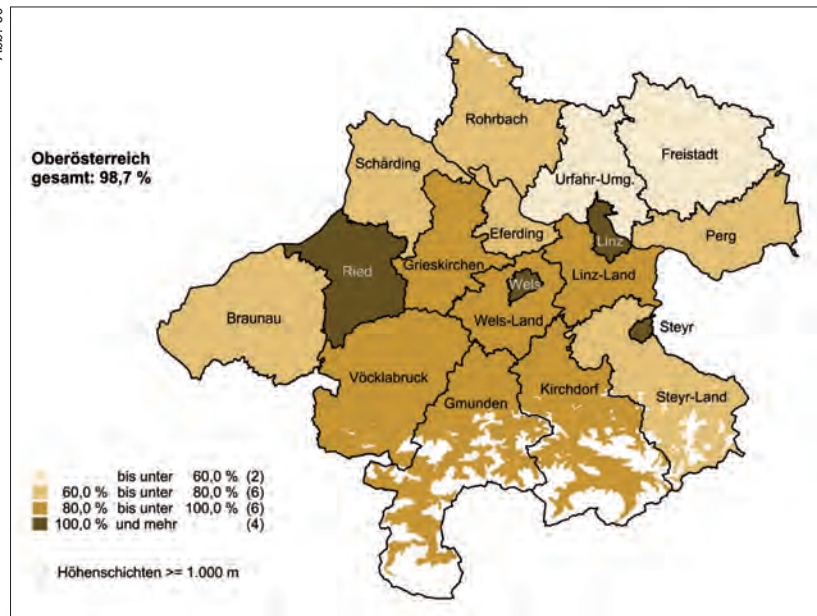 Oberösterreich
gesamt: 98,7 %
Rohrbach
Freistadt
Schärding
Urfahr-Umg.
Eferding
Perg
Linz
Ried
Grieskirchen
Linz-Land
Wels
Braunau
Wels-Land
Steyr
Vöcklabruck
Kirchdorf
Gmunden
Steyr-Land
bis unter 60,0 % (2)
60,0 % bis unter 80,0 % (6)
80,0 % bis unter 100,0 % (6)
100,0 % und mehr (4)
Höhenschichten >= 1.000 m